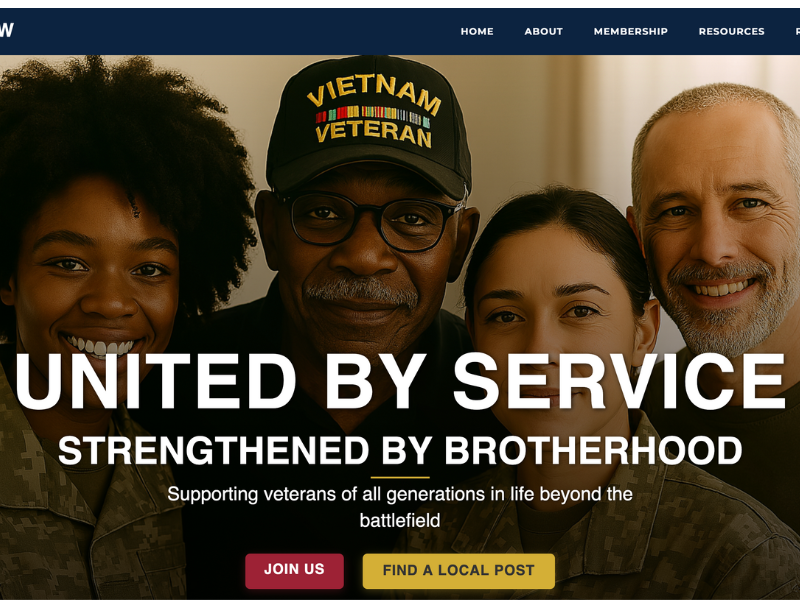 W
HOME ABOUT MEMBERSHIP RESOURCES
VIETNAM
VETERAN
UNITED BY SERVICE
STRENGTHENED BY BROTHERHOOD
Supporting veterans of all generations in life beyond the
battlefield
JOIN US FIND A LOCAL POST